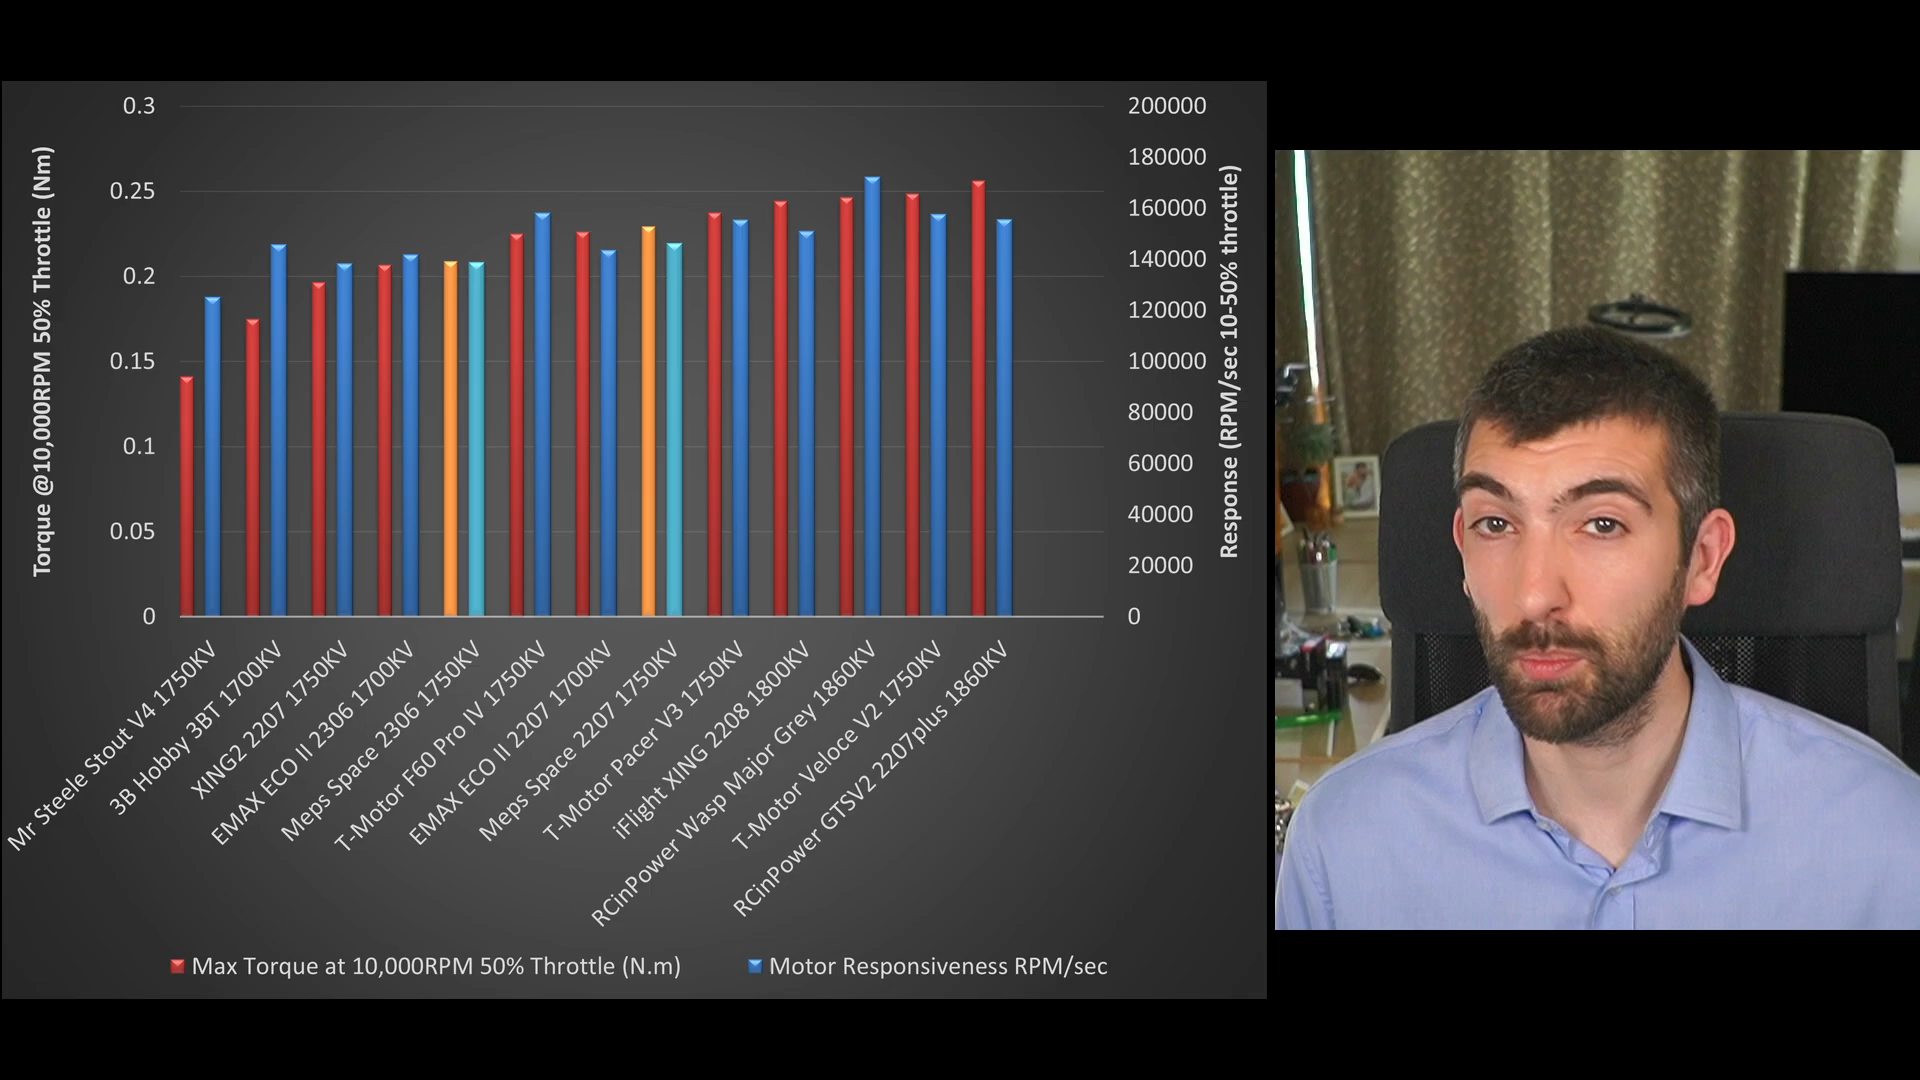 Torque @10,000RPM 50% Throttle (Nm)
0.3
0.25
0.2
0.15
0.1
0.05
0
200000
180000
160000
140000
120000
100000
80000
60000
40000
20000
0
Response (RPM/sec 10-50% throttle)
Mr Steele Stout V4 1750KV
3B Hobby 3BT 1700KV
XING2 2207 1750KV
EMAX ECO II 2306 1700KV
Meps Space 2306 1750KV
T-Motor F60 Pro IV 1750KV
EMAX ECO II 2207 1700KV
Meps Space 2207 1750KV
T-Motor Pacer V3 1750KV
iFlight XING 2208 1800KV
RCinPower Wasp Major Grey 1860KV
T-Motor Veloce V2 1750KV
RCinPower GTSV2 2207plus 1860KV
Max Torque at 10,000RPM 50% Throttle (N.m)
Motor Responsiveness RPM/sec